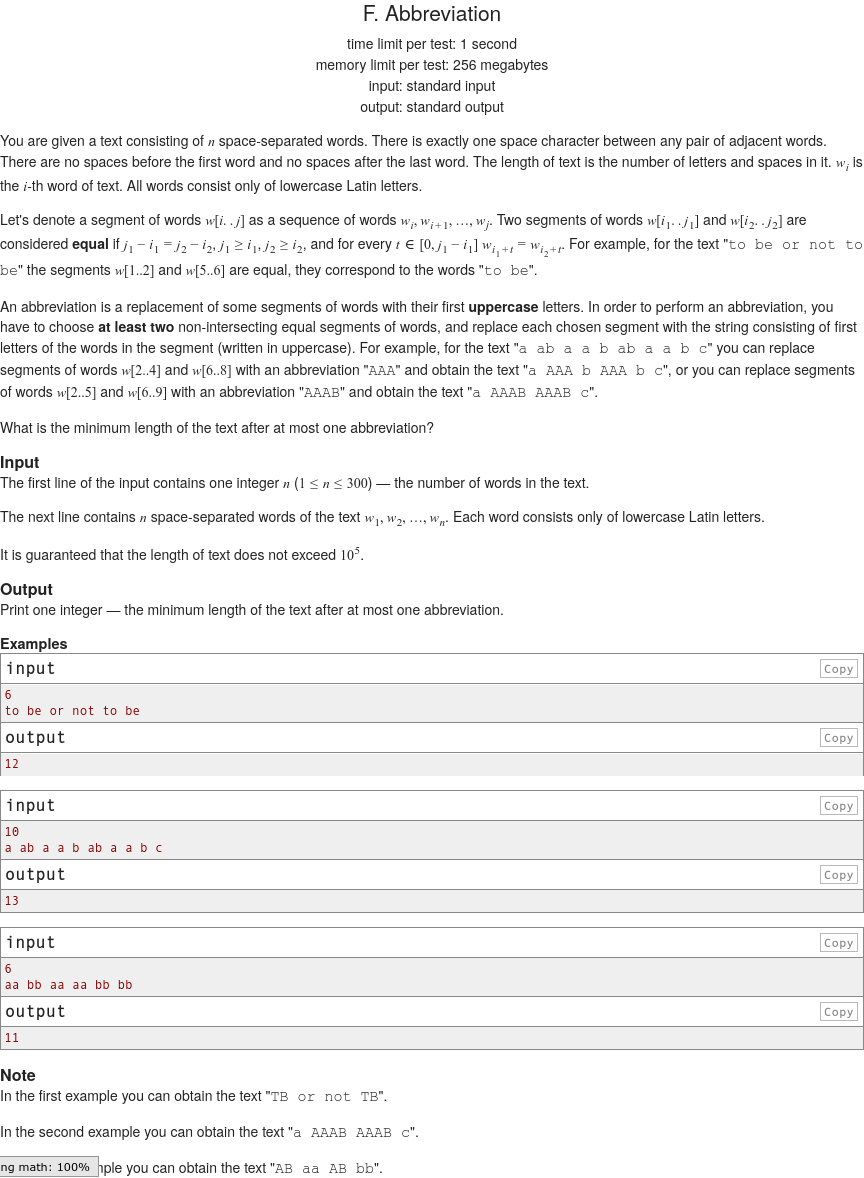 F. Abbreviation
time limit per test: 1 second
memory limit per test: 256 megabytes
input: standard input
output: standard output
You are given a text consisting of n space-separated words. There is exactly one space character between any pair of adjacent words.
There are no spaces before the first word and no spaces after the last word. The length of text is the number of letters and spaces in it. w_i is
the i-th word of text. All words consist only of lowercase Latin letters.
Let's denote a segment of words w[i..j] as a sequence of words w_i, w_{i+1}, ..., w_j. Two segments of words w[i_1..j_1] and w[i_2..j_2] are
considered equal if j_1 − i_1 = j_2 − i_2, j_1 ≥ i_1, j_2 ≥ i_2, and for every t ∈ [0, j_1 − i_1] w_{i_1+t} = w_{i_2+t}. For example, for the text "to be or not to
be" the segments w[1..2] and w[5..6] are equal, they correspond to the words "to be".
An abbreviation is a replacement of some segments of words with their first uppercase letters. In order to perform an abbreviation, you
have to choose at least two non-intersecting equal segments of words, and replace each chosen segment with the string consisting of first
letters of the words in the segment (written in uppercase). For example, for the text "a ab a a b ab a a b c" you can replace
segments of words w[2..4] and w[6..8] with an abbreviation "AAA" and obtain the text "a AAA b AAA b c", or you can replace segments
of words w[2..5] and w[6..9] with an abbreviation "AAAB" and obtain the text "a AAAB AAAB c".
What is the minimum length of the text after at most one abbreviation?
Input
The first line of the input contains one integer n (1 ≤ n ≤ 300) — the number of words in the text.
The next line contains n space-separated words of the text w_1, w_2, ..., w_n. Each word consists only of lowercase Latin letters.
It is guaranteed that the length of text does not exceed 10^5.
Output
Print one integer — the minimum length of the text after at most one abbreviation.
Examples
input
Copy
6
to be or not to be
output
Copy
12
input
Copy
10
a ab a a b ab a a b c
output
Copy
13
input
Copy
6
aa bb aa aa bb bb
output
Copy
11
Note
In the first example you can obtain the text "TB or not TB".
In the second example you can obtain the text "a AAAB AAAB c".
ng math: 100% nple you can obtain the text "AB aa AB bb".